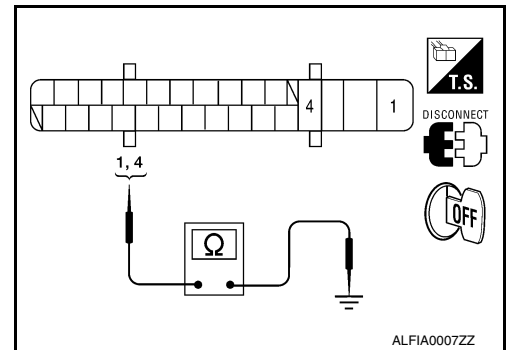 T.S.
4
1
DISCONNECT
1, 4
OFF
Ω
ALFIA0007ZZ